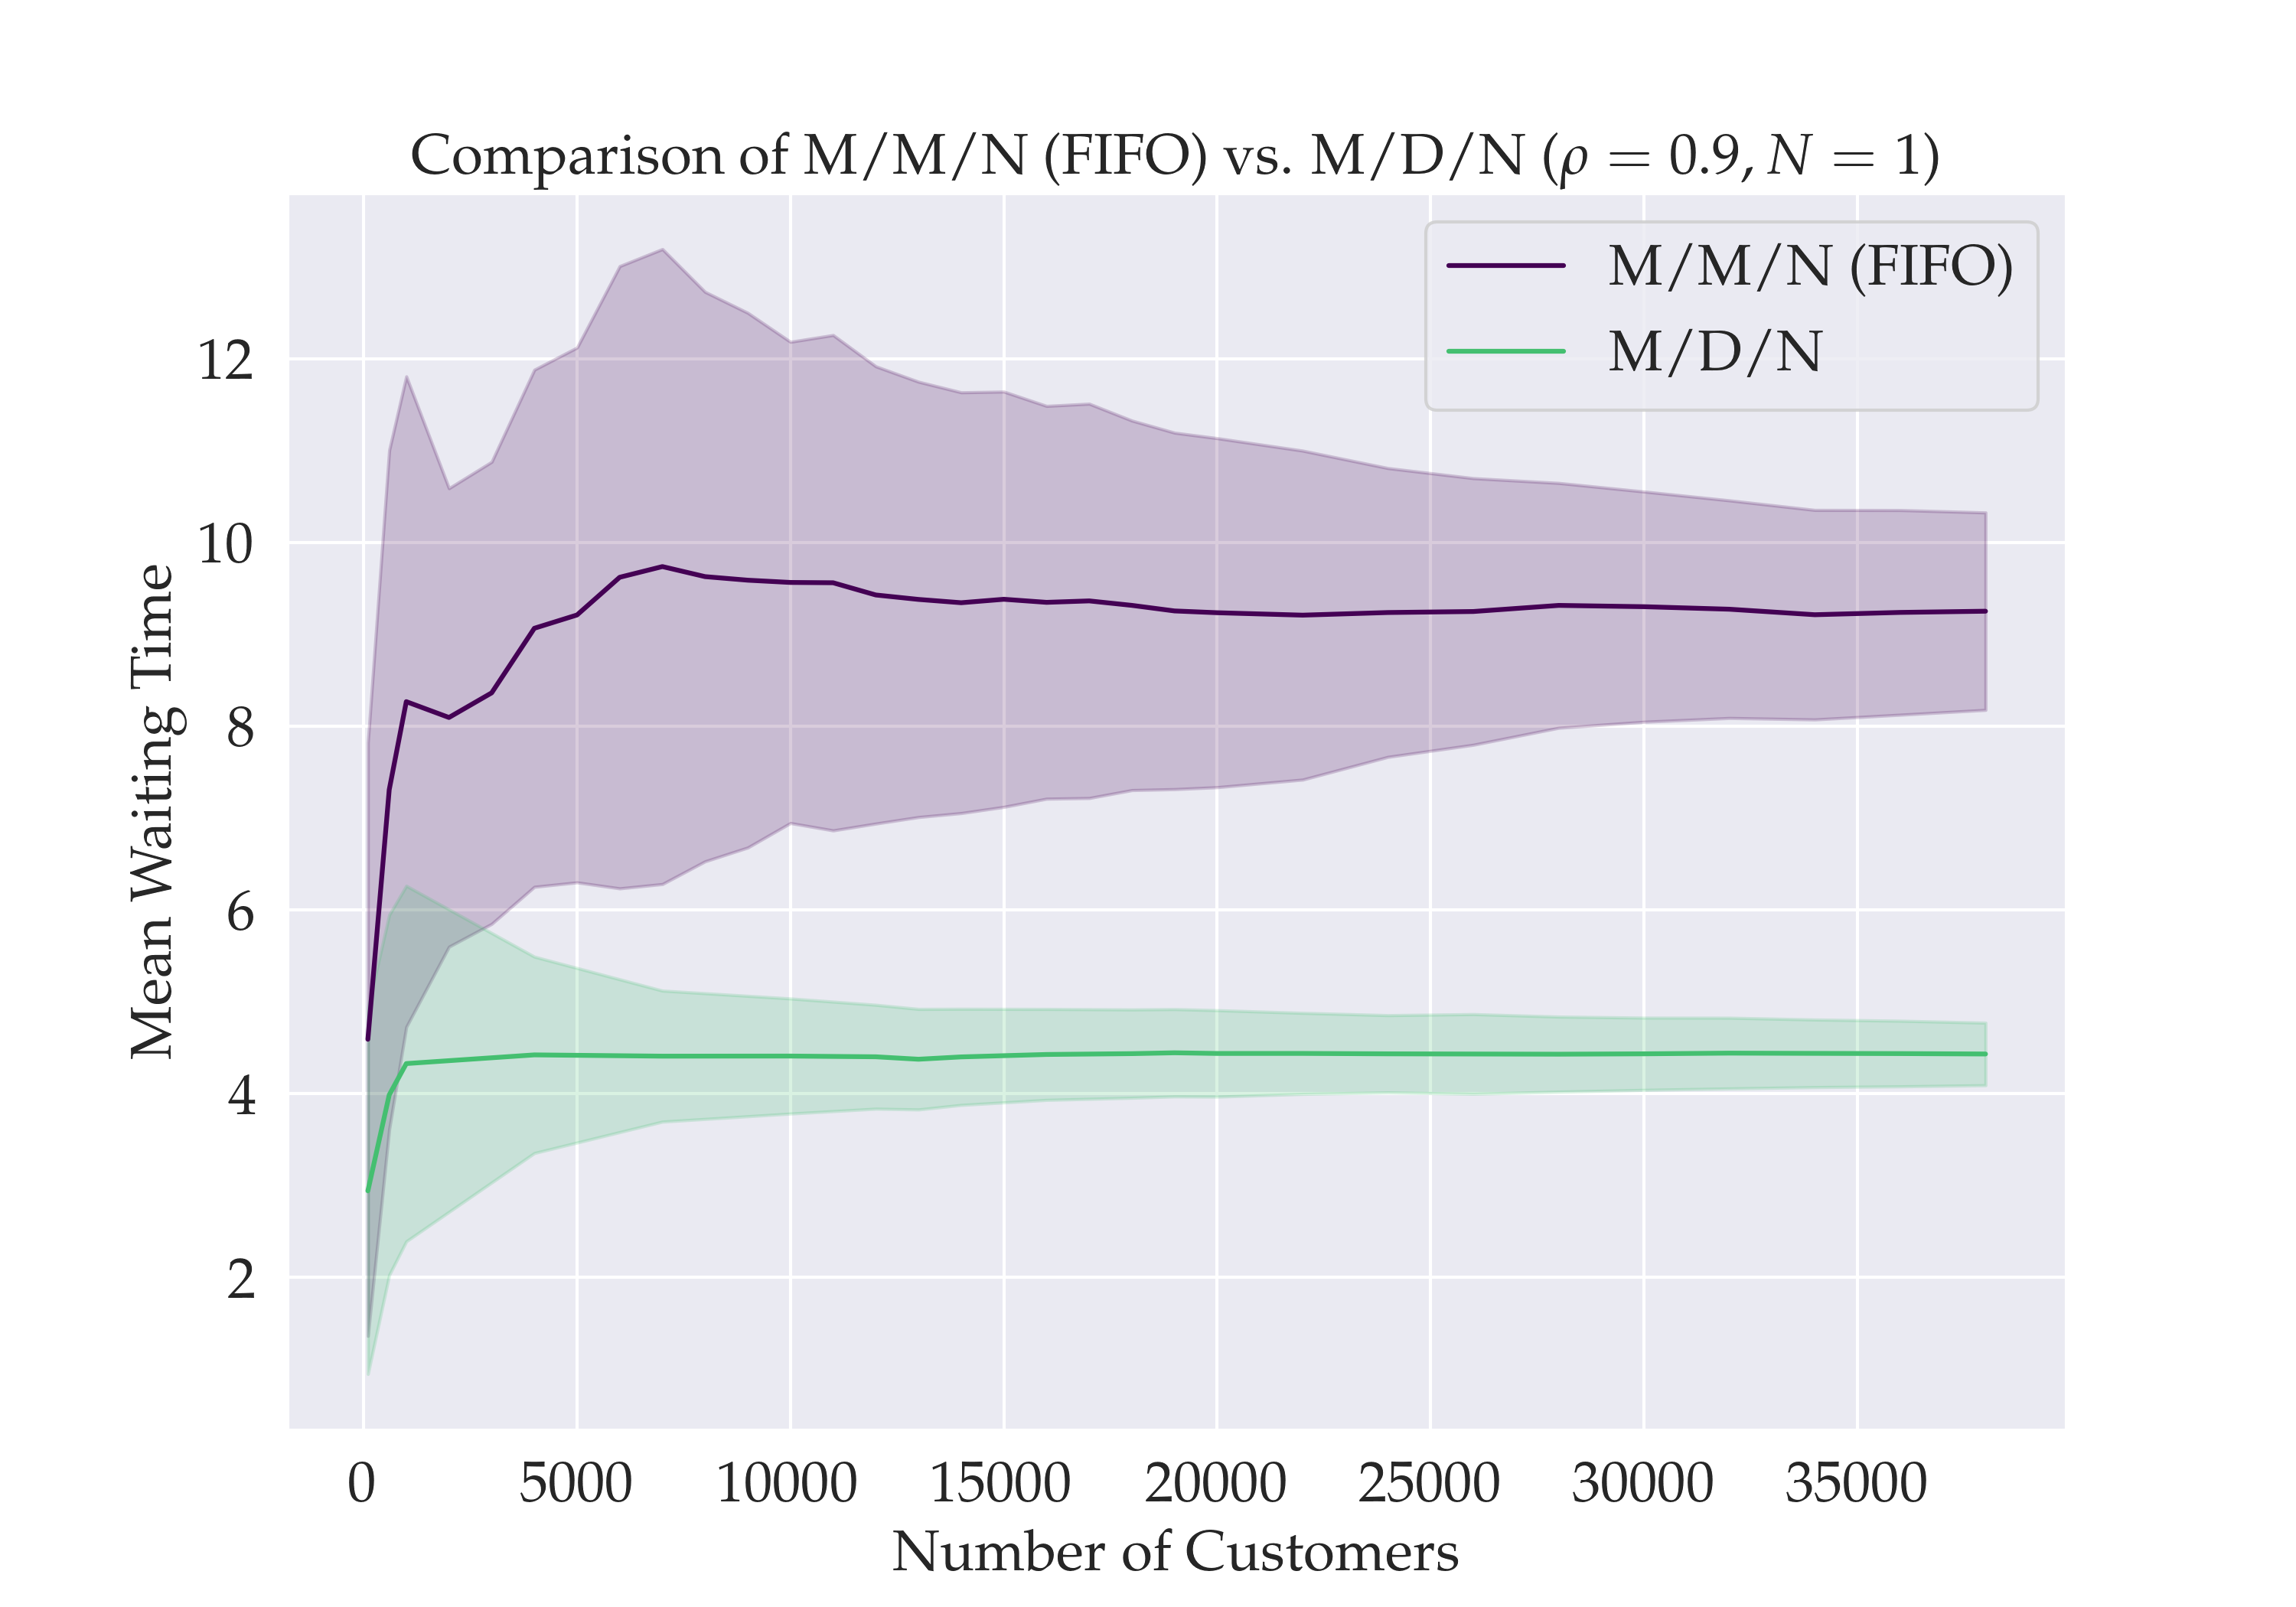 Comparison of M/M/N (FIFO) vs. M/D/N (ρ = 0.9, N = 1)
M/M/N (FIFO)
M/D/N
Mean Waiting Time
12
10
8
6
4
2
0 5000 10000 15000 20000 25000 30000 35000
Number of Customers